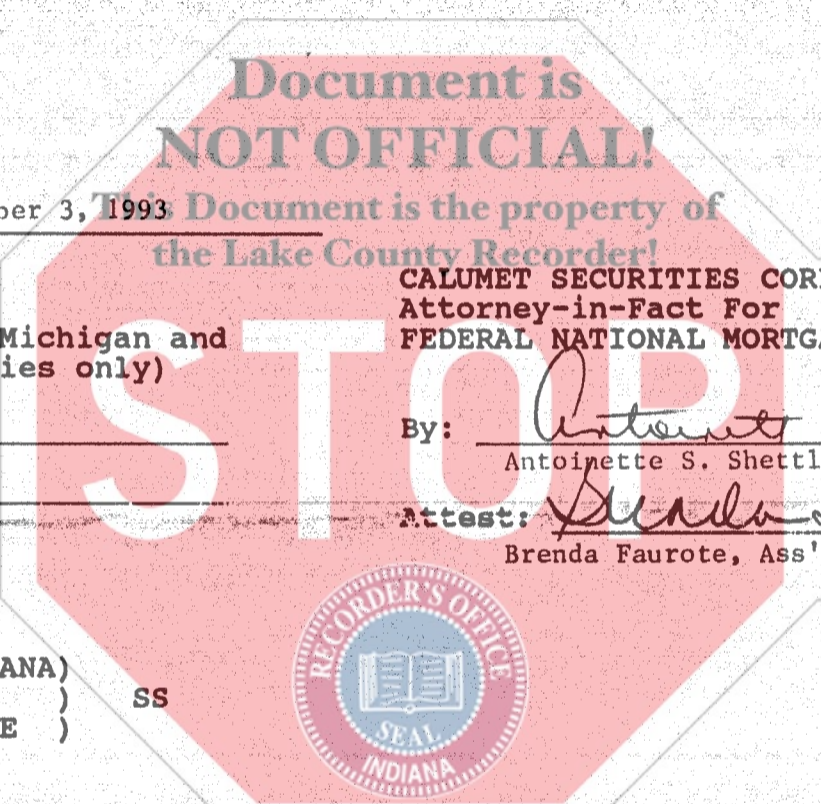 Document is
NOT OFFICIAL!
This Document is the property of
the Lake County Recorder!
ber 3, 1993
CALUMET SECURITIES COR
Attorney-in-Fact For
FEDERAL NATIONAL MORTGA
Michigan and
ies only)
STOP
By: Antoinette
Antoinette S. Shettl
Attest: Brenda
Brenda Faurote, Ass'
RECORDER'S OFFICE
SEAL
INDIANA
ANA)
) SS
E )